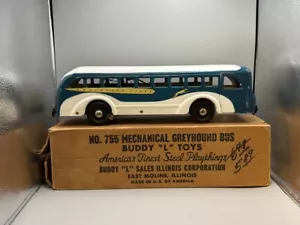 NO. 755 MECHANICAL GREYHOUND BUS
BUDDY "L" TOYS
America's Finest Steel Playthings
BUDDY "L" SALES ILLINOIS CORPORATION
EAST MOLINE, ILLINOIS
MADE IN U.S. OF AMERICA